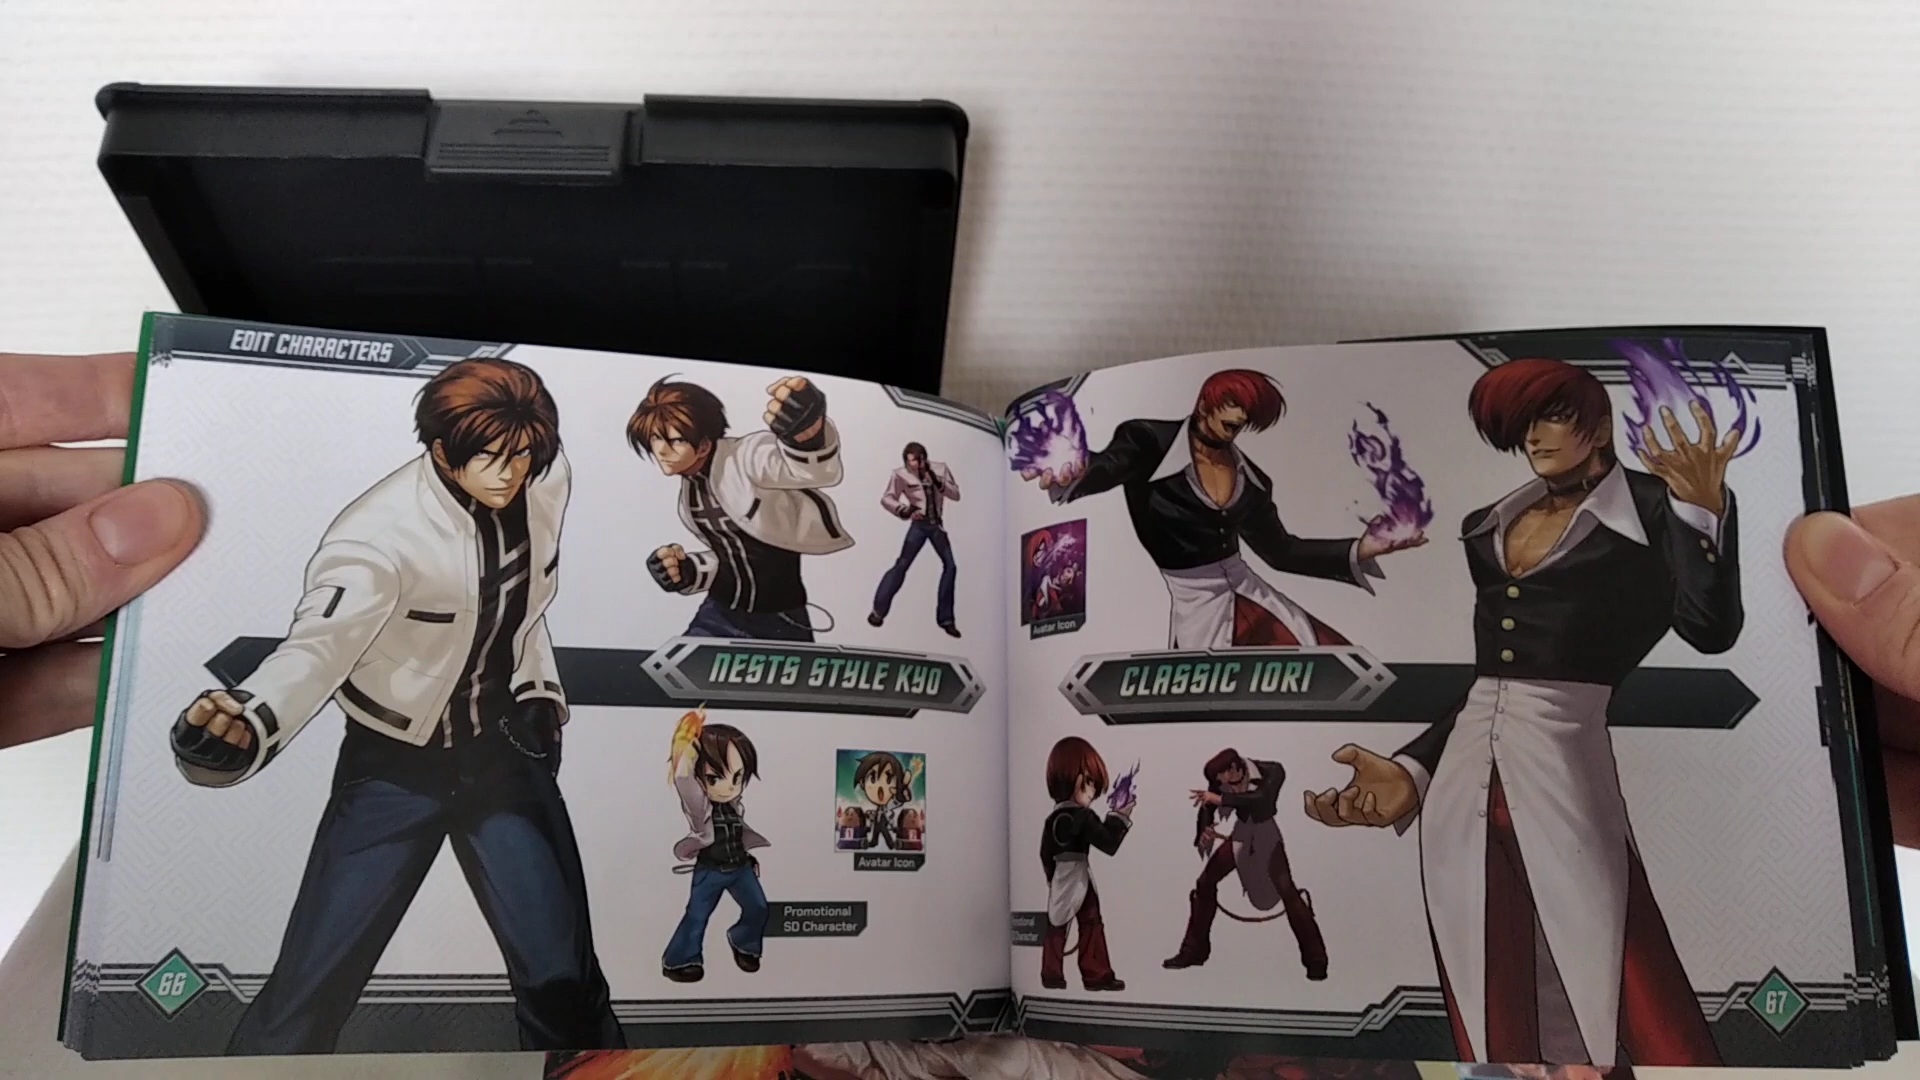 EDIT CHARACTERS
NESTS STYLE KYO
Avatar Icon
Promotional
SD Character
66
Avatar Icon
CLASSIC IORI
67